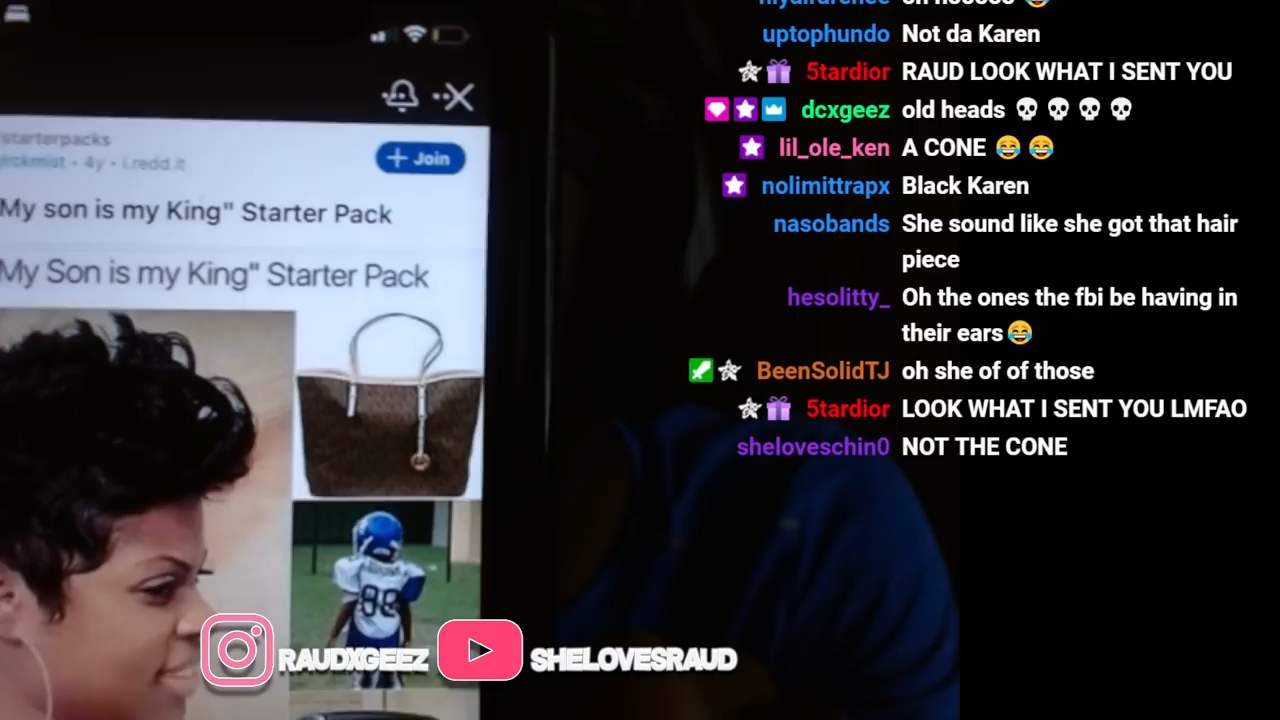 starterpacks
• 4y • i.redd.it
+ Join
My son is my King" Starter Pack
My Son is my King" Starter Pack
88
RAUDXGEEZ
SHELOVESRAUD
uptophundo Not da Karen
5tardior RAUD LOOK WHAT I SENT YOU
dcxgeez old heads 💀 💀 💀 💀
lil_ole_ken A CONE 😂 😂
nolimittrapx Black Karen
nasobands She sound like she got that hair
piece
hesolitty_ Oh the ones the fbi be having in
their ears 😂
BeenSolidTJ oh she of of those
5tardior LOOK WHAT I SENT YOU LMFAO
sheloveschin0 NOT THE CONE